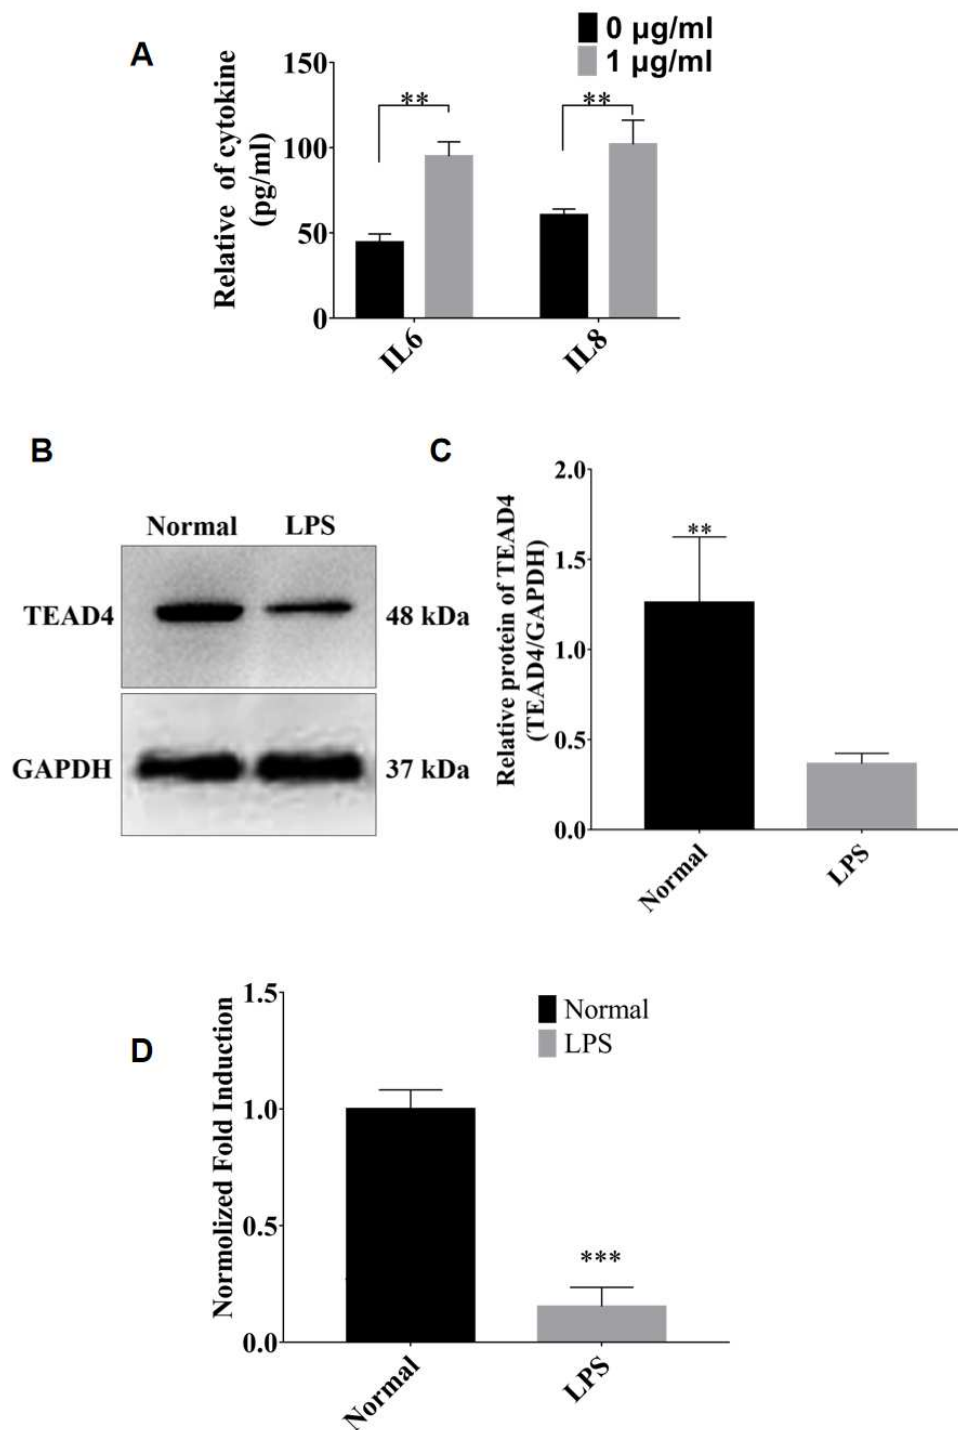 A
0 µg/ml
1 µg/ml
Relative of cytokine
(pg/ml)
150
100
50
0
**
**
IL6
IL8
B
Normal LPS
TEAD4 48 kDa
GAPDH 37 kDa
C
Relative protein of TEAD4
(TEAD4/GAPDH)
2.0
1.5
1.0
0.5
0.0
**
Normal
LPS
D
Normolized Fold Induction
1.5
1.0
0.5
0.0
Normal
LPS
***
Normal
LPS